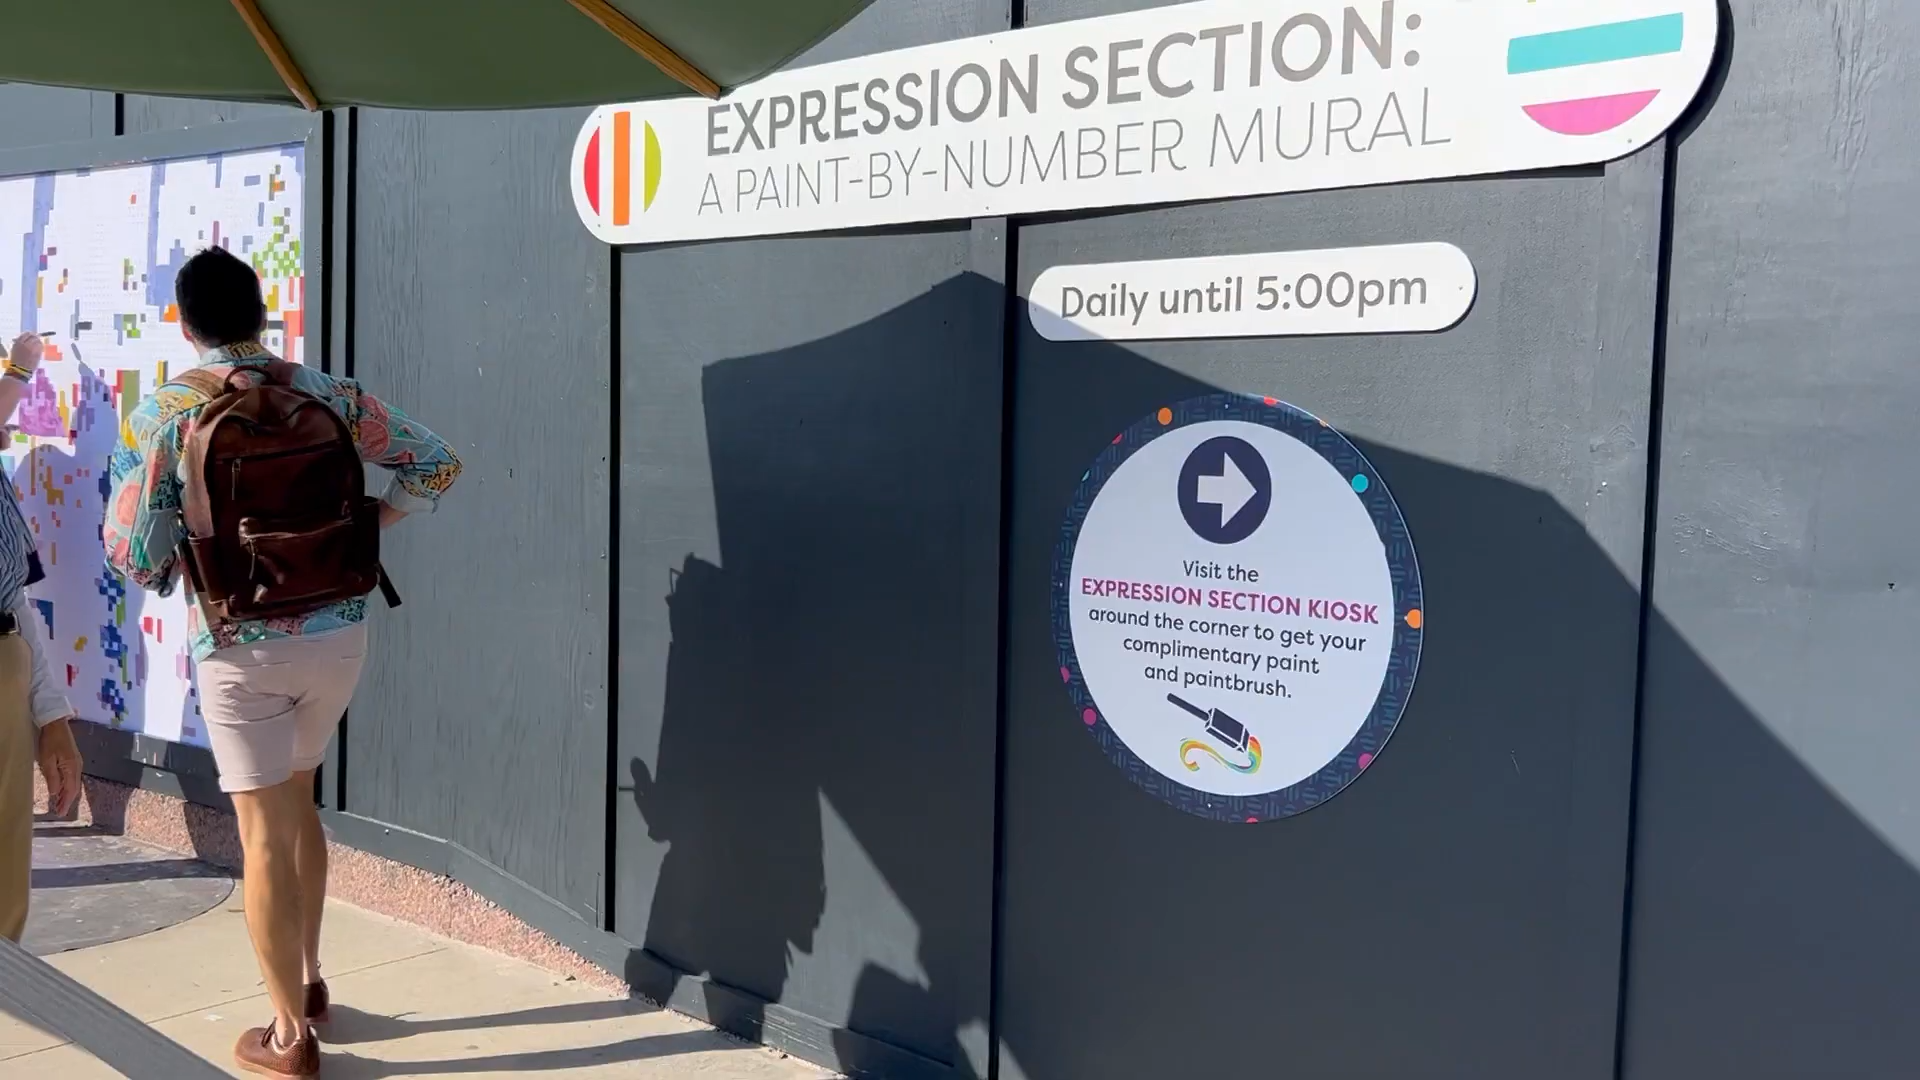 EXPRESSION SECTION:
A PAINT-BY-NUMBER MURAL
Daily until 5:00pm
Visit the
EXPRESSION SECTION KIOSK
around the corner to get your
complimentary paint
and paintbrush.